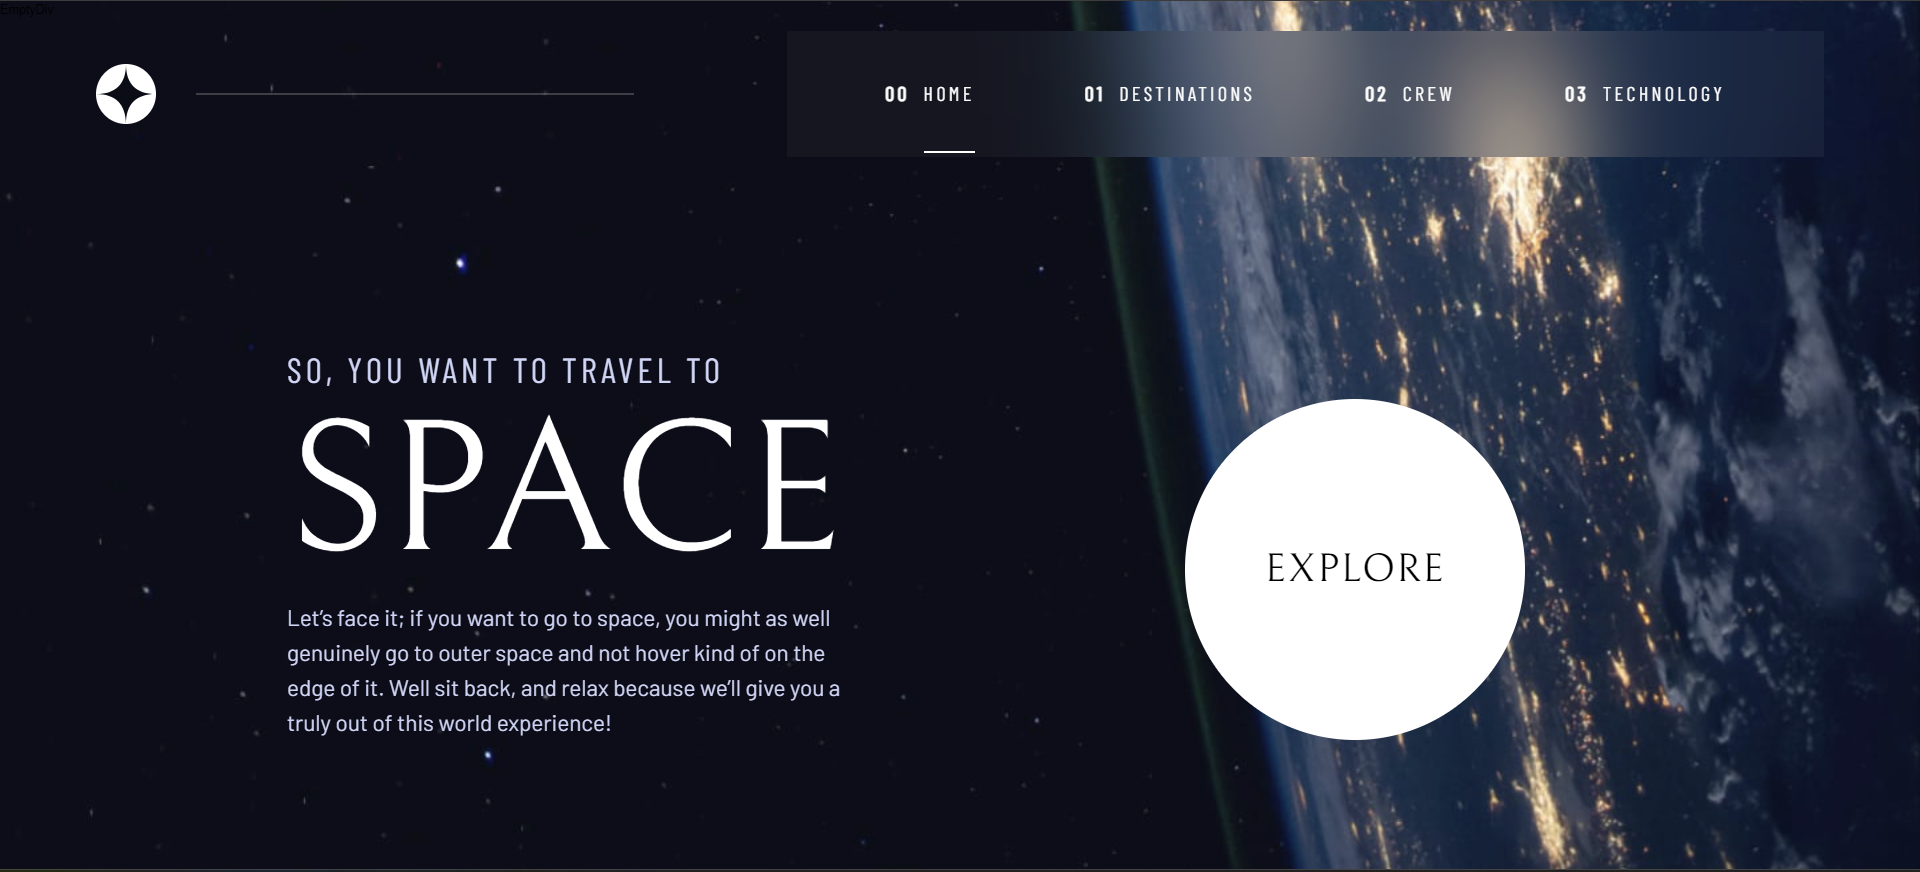 EmptyDiv
00 HOME 01 DESTINATIONS 02 CREW 03 TECHNOLOGY
SO, YOU WANT TO TRAVEL TO
SPACE
EXPLORE
Let’s face it; if you want to go to space, you might as well
genuinely go to outer space and not hover kind of on the
edge of it. Well sit back, and relax because we’ll give you a
truly out of this world experience!